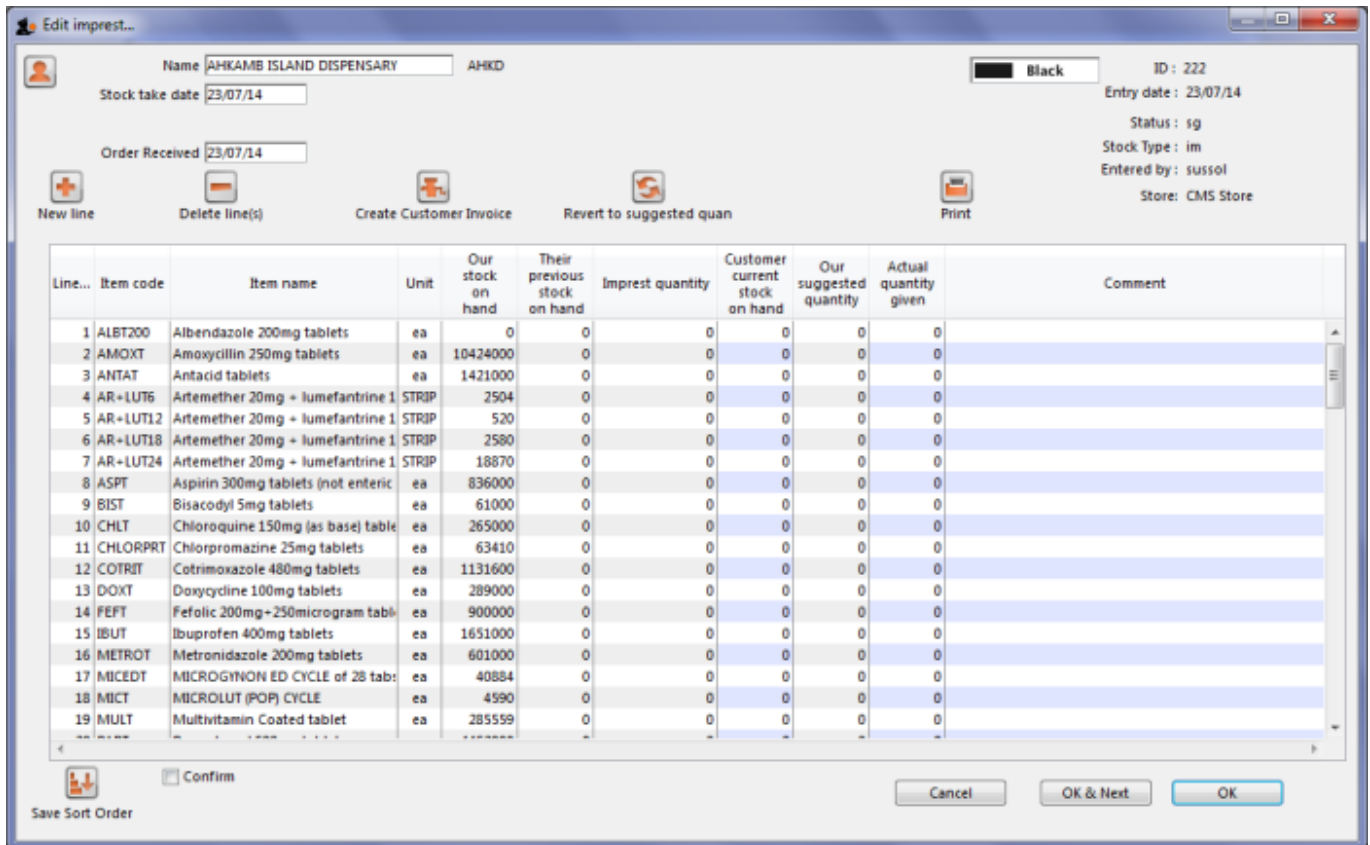 Edit imprest...
Name AHKAMB ISLAND DISPENSARY AHKD Black ID : 222
Stock take date 23/07/14 Entry date : 23/07/14
Status : sg
Order Received 23/07/14 Stock Type : im
Entered by : sussol
Store: CMS Store
New line Delete line(s) Create Customer Invoice Revert to suggested quan Print
Line... Item code Item name Unit Our stock on hand Their previous stock on hand Imprest quantity Customer current stock on hand Our suggested quantity Actual quantity given Comment
1 ALBT200 Albendazole 200mg tablets ea 0 0 0 0 0 0
2 AMOXT Amoxycillin 250mg tablets ea 10424000 0 0 0 0 0
3 ANTAT Antacid tablets ea 1421000 0 0 0 0 0
4 AR+LUT6 Artemether 20mg + lumefantrine 1 STRIP 2504 0 0 0 0 0
5 AR+LUT12 Artemether 20mg + lumefantrine 1 STRIP 520 0 0 0 0 0
6 AR+LUT18 Artemether 20mg + lumefantrine 1 STRIP 2580 0 0 0 0 0
7 AR+LUT24 Artemether 20mg + lumefantrine 1 STRIP 18870 0 0 0 0 0
8 ASPT Aspirin 300mg tablets (not enteric ea 836000 0 0 0 0 0
9 BIST Bisacodyl 5mg tablets ea 61000 0 0 0 0 0
10 CHLT Chloroquine 150mg (as base) table ea 265000 0 0 0 0 0
11 CHLORPRT Chlorpromazine 25mg tablets ea 63410 0 0 0 0 0
12 COTRIT Cotrimoxazole 480mg tablets ea 1131600 0 0 0 0 0
13 DOXT Doxycycline 100mg tablets ea 289000 0 0 0 0 0
14 FEFT Fefolic 200mg+250microgram tabl ea 900000 0 0 0 0 0
15 IBUT Ibuprofen 400mg tablets ea 1651000 0 0 0 0 0
16 METROT Metronidazole 200mg tablets ea 601000 0 0 0 0 0
17 MICEDT MICROGYNON ED CYCLE of 28 tabs ea 40884 0 0 0 0 0
18 MICT MICROLUT (POP) CYCLE ea 4590 0 0 0 0 0
19 MULT Multivitamin Coated tablet ea 285559 0 0 0 0 0
Confirm
Save Sort Order Cancel OK & Next OK